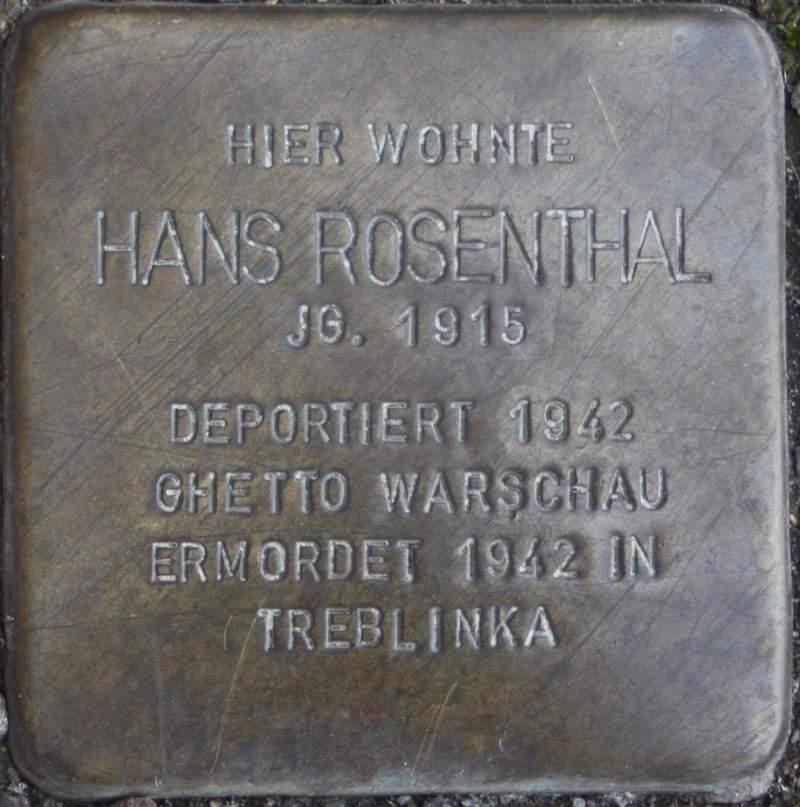 HIER WOHNTE
HANS ROSENTHAL
JG. 1915
DEPORTIERT 1942
GHETTO WARSCHAU
ERMORDET 1942 IN
TREBLINKA